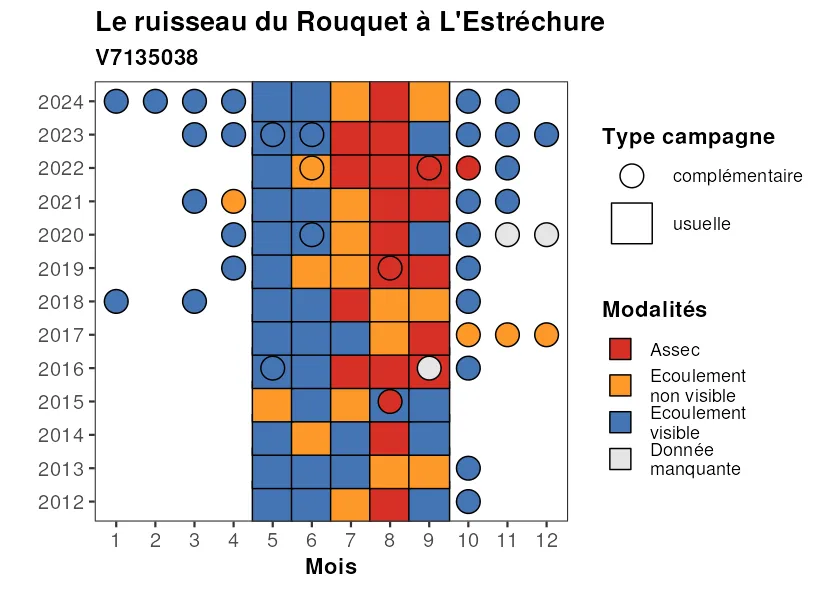 Le ruisseau du Rouquet à L'Estréchure
V7135038
2024
2023
2022
2021
2020
2019
2018
2017
2016
2015
2014
2013
2012
1 2 3 4 5 6 7 8 9 10 11 12
Mois
Type campagne
complémentaire
usuelle
Modalités
Assec
Ecoulement
non visible
Ecoulement
visible
Donnée
manquante